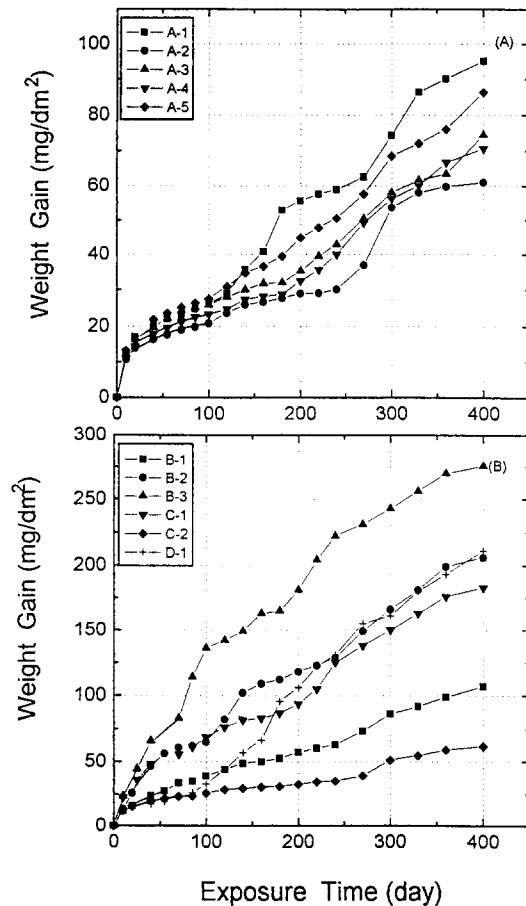 Weight Gain (mg/dm²)
100
80
60
40
20
0
A-1
A-2
A-3
A-4
A-5
(A)
0 100 200 300 400
Weight Gain (mg/dm²)
300
250
200
150
100
50
0
B-1
B-2
B-3
C-1
C-2
D-1
(B)
0 100 200 300 400
Exposure Time (day)